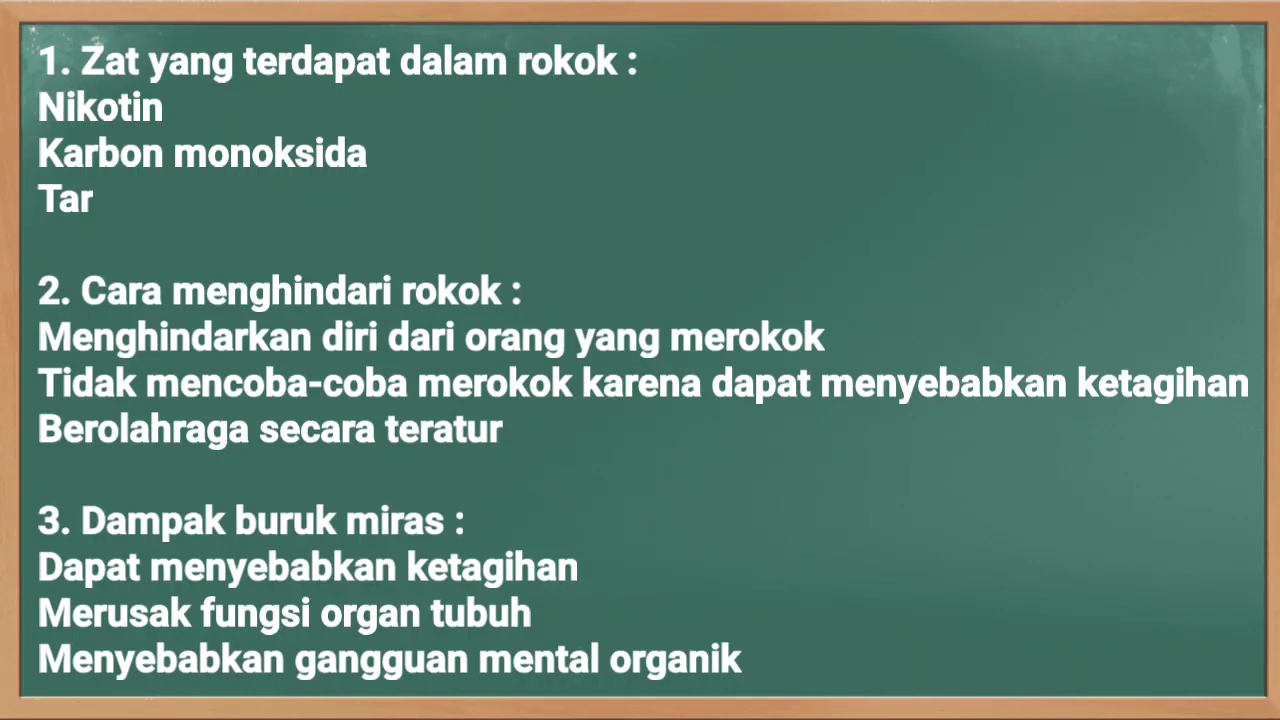 1. Zat yang terdapat dalam rokok :
Nikotin
Karbon monoksida
Tar
2. Cara menghindari rokok :
Menghindarkan diri dari orang yang merokok
Tidak mencoba-coba merokok karena dapat menyebabkan ketagihan
Berolahraga secara teratur
3. Dampak buruk miras :
Dapat menyebabkan ketagihan
Merusak fungsi organ tubuh
Menyebabkan gangguan mental organik